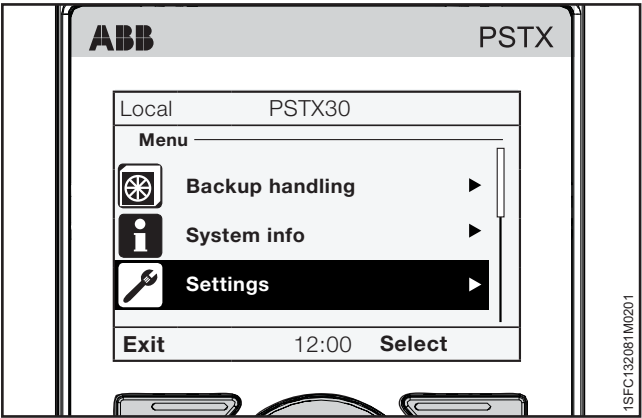 ABB PSTX
Local PSTX30
Menu
Backup handling
System info
Settings
Exit 12:00 Select
1SFC132081M0201